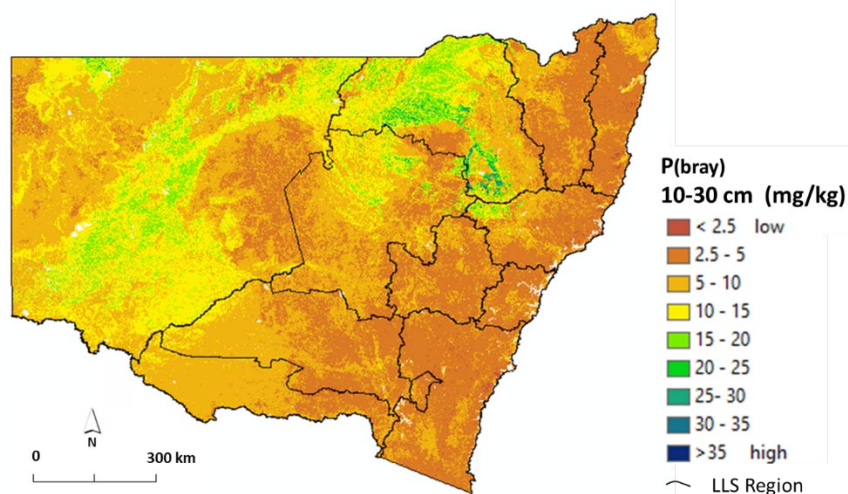 P(bray)
10-30 cm (mg/kg)
< 2.5 low
2.5 - 5
5 - 10
10 - 15
15 - 20
20 - 25
25- 30
30 - 35
>35 high
LLS Region
N
0 300 km